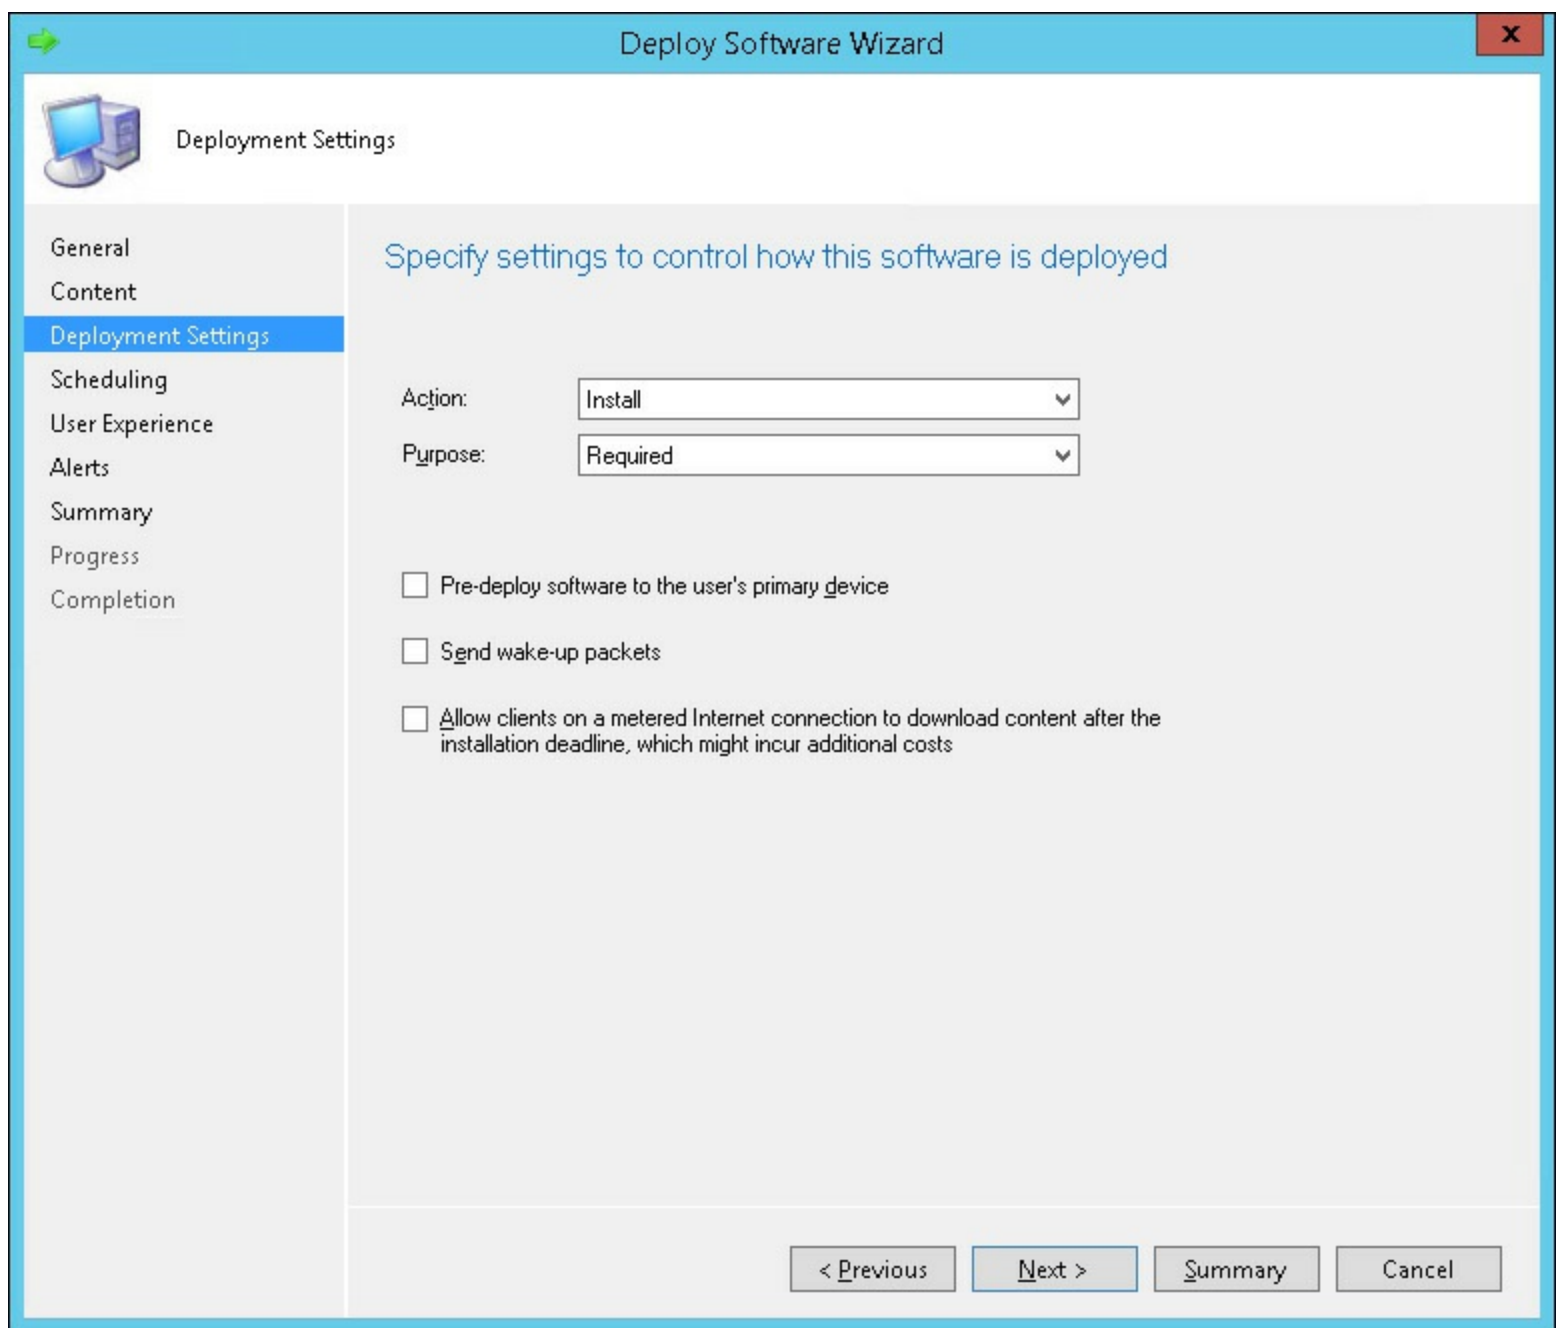 Deploy Software Wizard
x
Deployment Settings
General
Content
Deployment Settings
Scheduling
User Experience
Alerts
Summary
Progress
Completion
Specify settings to control how this software is deployed
Action: Install
Purpose: Required
Pre-deploy software to the user's primary device
Send wake-up packets
Allow clients on a metered Internet connection to download content after the
installation deadline, which might incur additional costs
< Previous Next > Summary Cancel